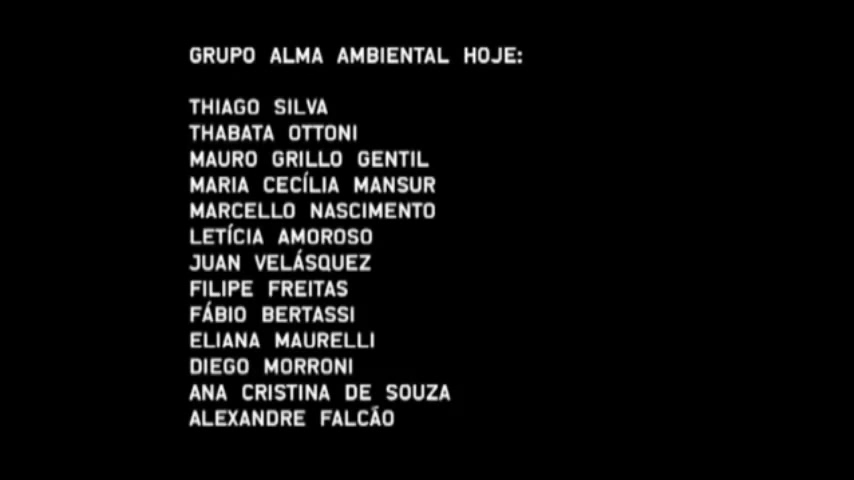 GRUPO ALMA AMBIENTAL HOJE:
THIAGO SILVA
THABATA OTTONI
MAURO GRILLO GENTIL
MARIA CECÍLIA MANSUR
MARCELLO NASCIMENTO
LETÍCIA AMOROSO
JUAN VELÁSQUEZ
FILIPE FREITAS
FÁBIO BERTASSI
ELIANA MAURELLI
DIEGO MORRONI
ANA CRISTINA DE SOUZA
ALEXANDRE FALCÃO